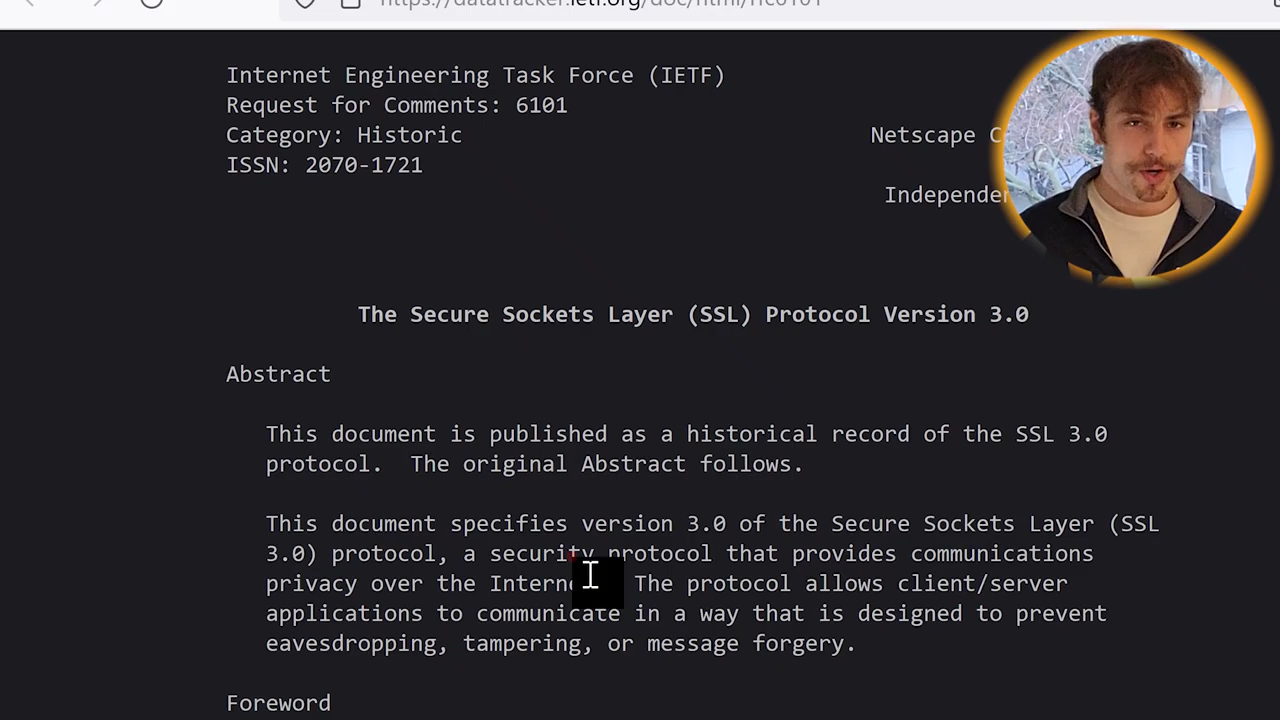 Internet Engineering Task Force (IETF)
Request for Comments: 6101
Category: Historic
Netscape
ISSN: 2070-1721
The Secure Sockets Layer (SSL) Protocol Version 3.0
Abstract
This document is published as a historical record of the SSL 3.0
protocol. The original Abstract follows.
This document specifies version 3.0 of the Secure Sockets Layer (SSL
3.0) protocol, a security protocol that provides communications
privacy over the The protocol allows client/server
applications to communicate in a way that is designed to prevent
eavesdropping, tampering, or message forgery.
Foreword